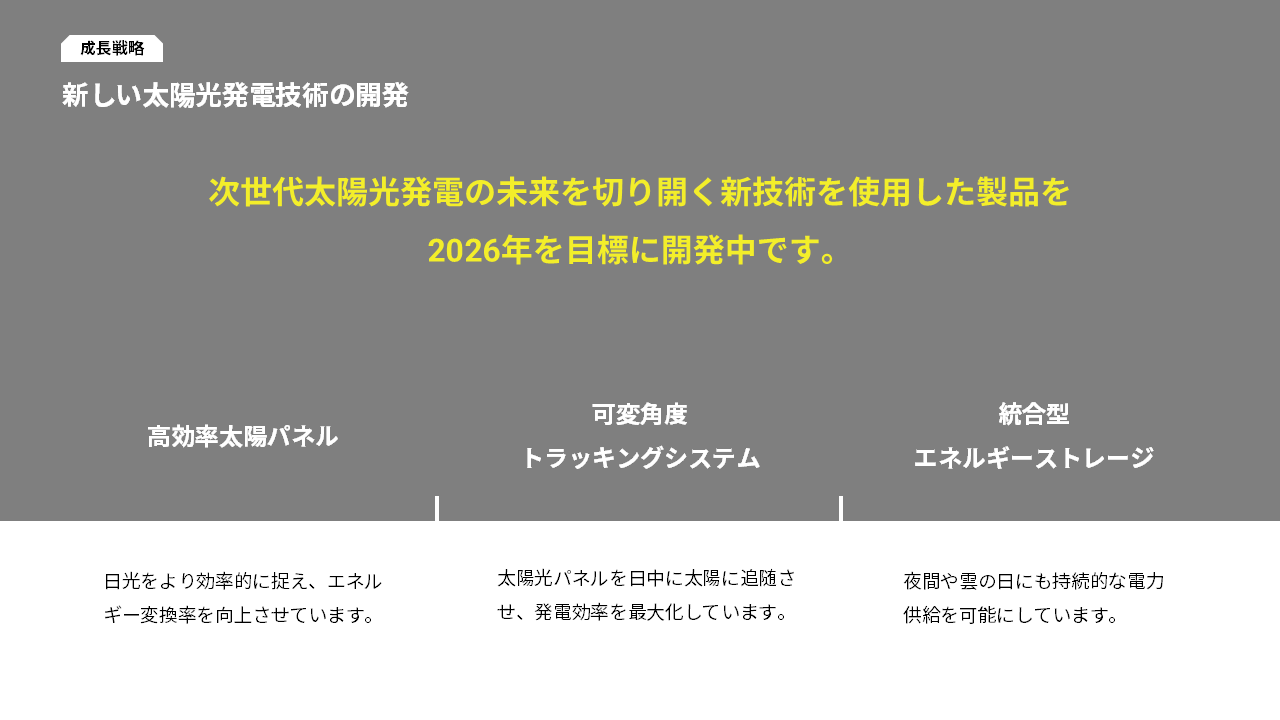 成長戦略
新しい太陽光発電技術の開発
次世代太陽光発電の未来を切り開く新技術を使用した製品を
2026年を目標に開発中です。
高効率太陽パネル
可変角度
トラッキングシステム
統合型
エネルギーストレージ
日光をより効率的に捉え、エネル
ギー変換率を向上させています。
太陽光パネルを日中に太陽に追随さ
せ、発電効率を最大化しています。
夜間や雲の日にも持続的な電力
供給を可能にしています。